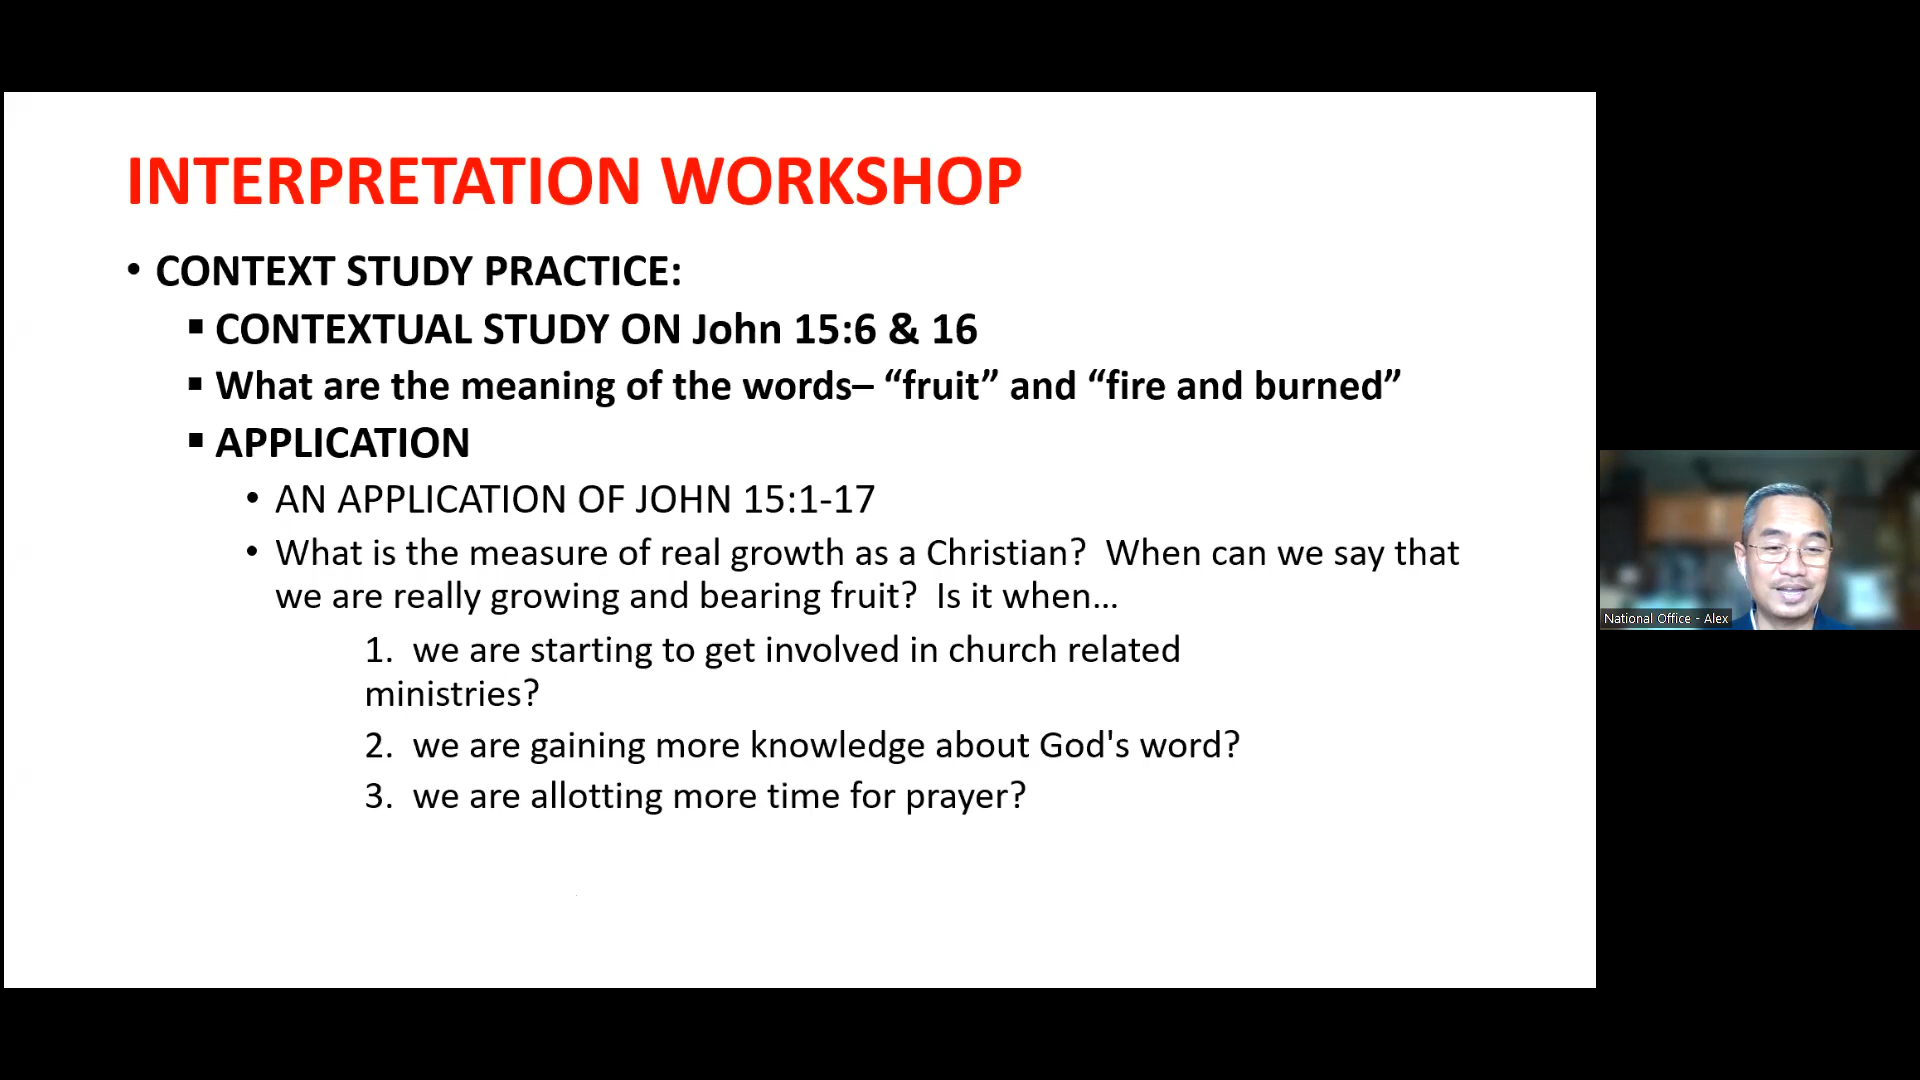 INTERPRETATION WORKSHOP
• CONTEXT STUDY PRACTICE:
▪ CONTEXTUAL STUDY ON John 15:6 & 16
▪ What are the meaning of the words– “fruit” and “fire and burned”
▪ APPLICATION
• AN APPLICATION OF JOHN 15:1-17
• What is the measure of real growth as a Christian?  When can we say that
we are really growing and bearing fruit?  Is it when…
1.  we are starting to get involved in church related
ministries?
2.  we are gaining more knowledge about God's word?
3.  we are allotting more time for prayer?
National Office - Alex